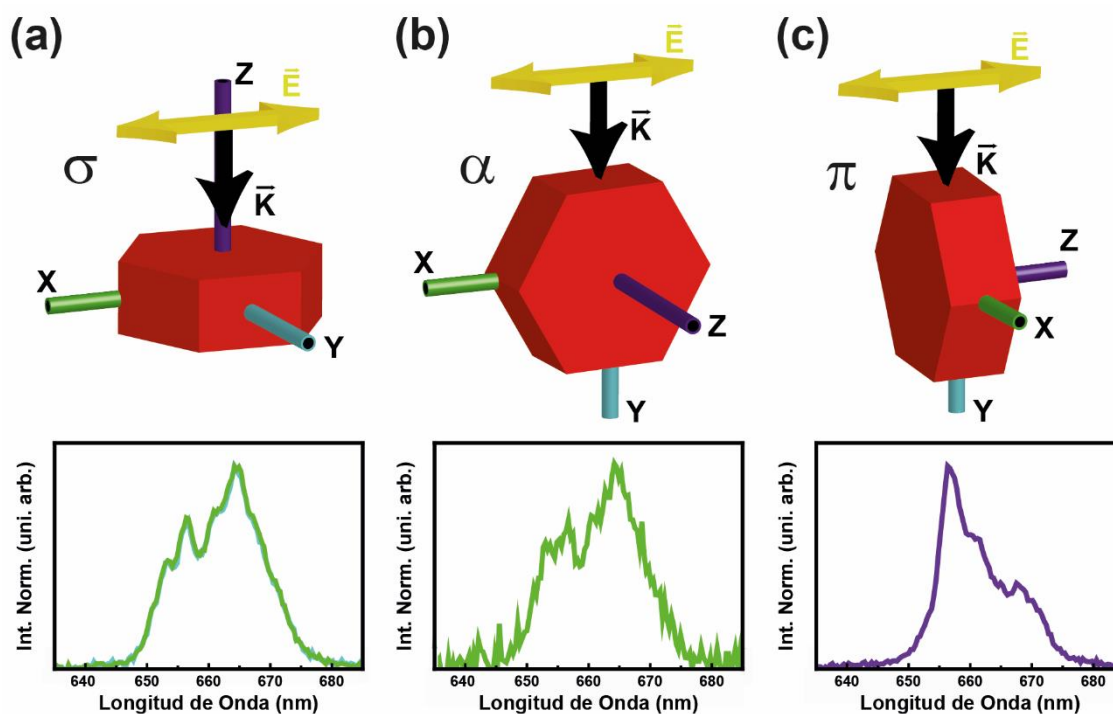 (a)
Z
E̅
σ
K⃗
X
Y
Int. Norm. (uni. arb.)
640 650 660 670 680
Longitud de Onda (nm)
(b)
E̅
K⃗
α
X
Z
Y
Int. Norm. (uni. arb.)
640 650 660 670 680
Longitud de Onda (nm)
(c)
E̅
K⃗
π
Z
X
Y
Int. Norm. (uni. arb.)
640 650 660 670 680
Longitud de Onda (nm)